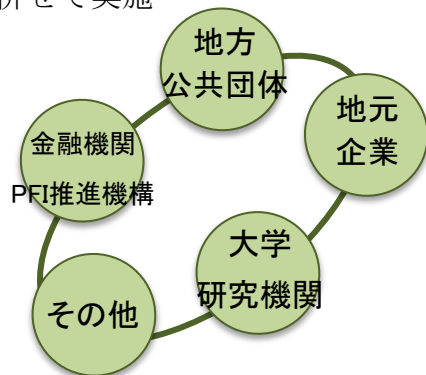 併せて実施
地方
公共団体
地元
企業
金融機関
PFI推進機構
大学
研究機関
その他